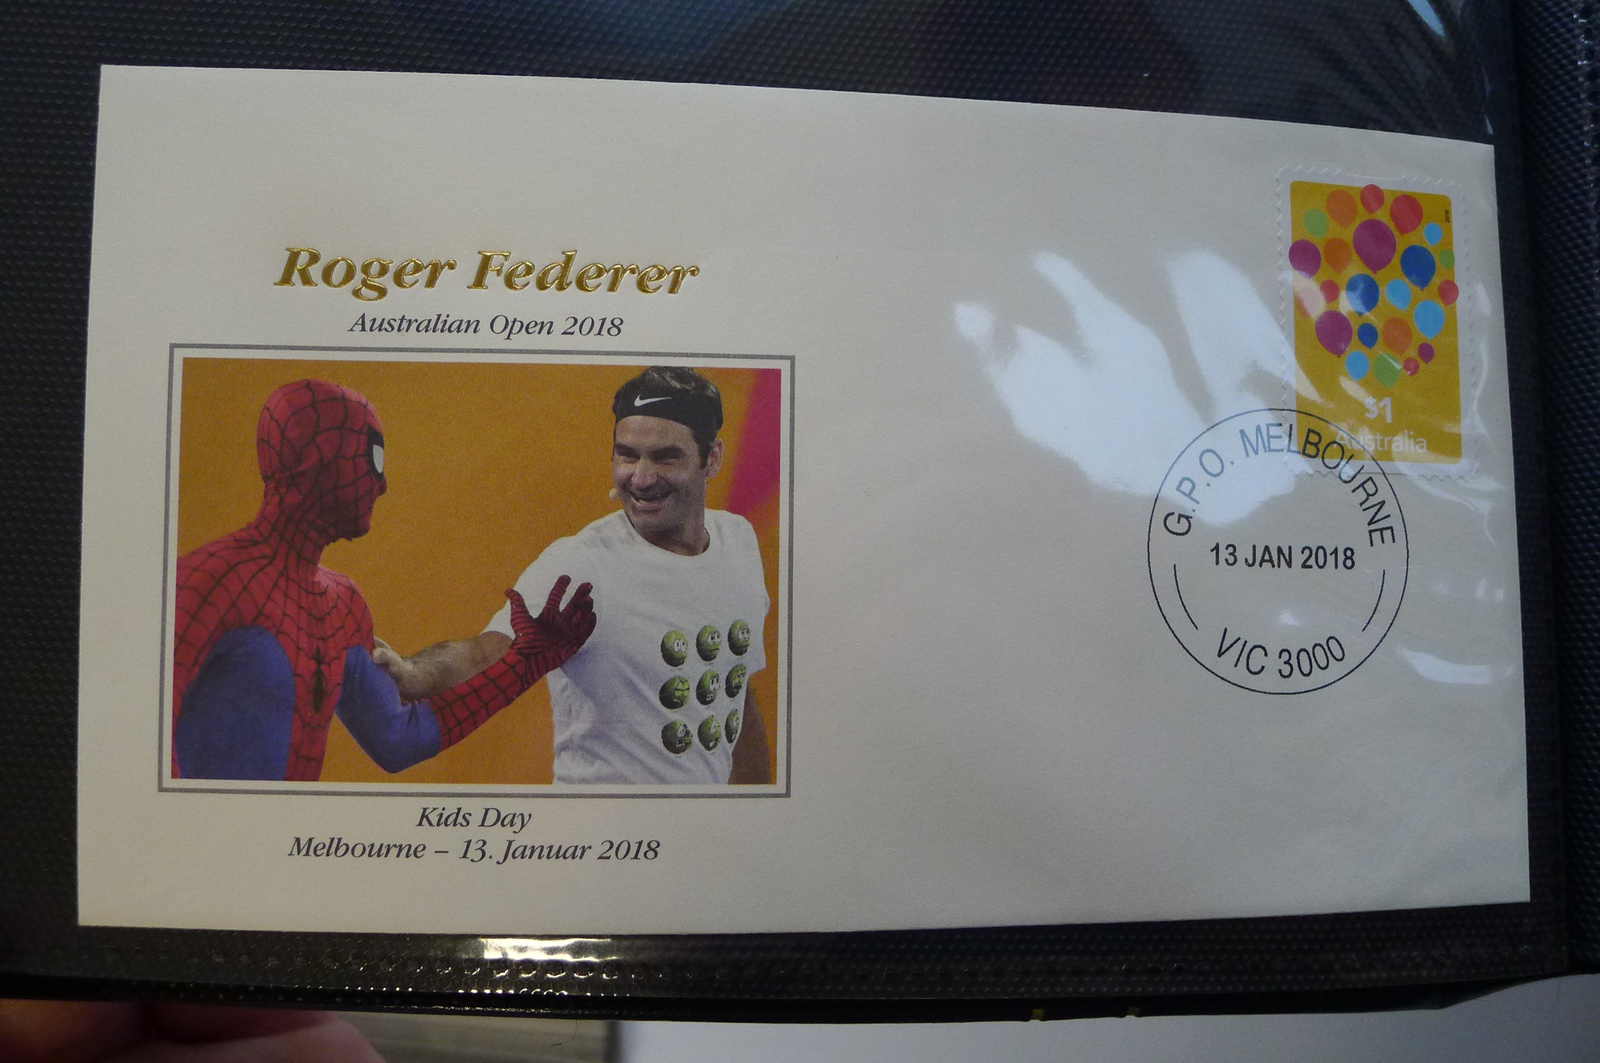 Roger Federer
Australian Open 2018
$1
Australia
G.P.O. MELBOURNE
13 JAN 2018
VIC 3000
Kids Day
Melbourne – 13. Januar 2018